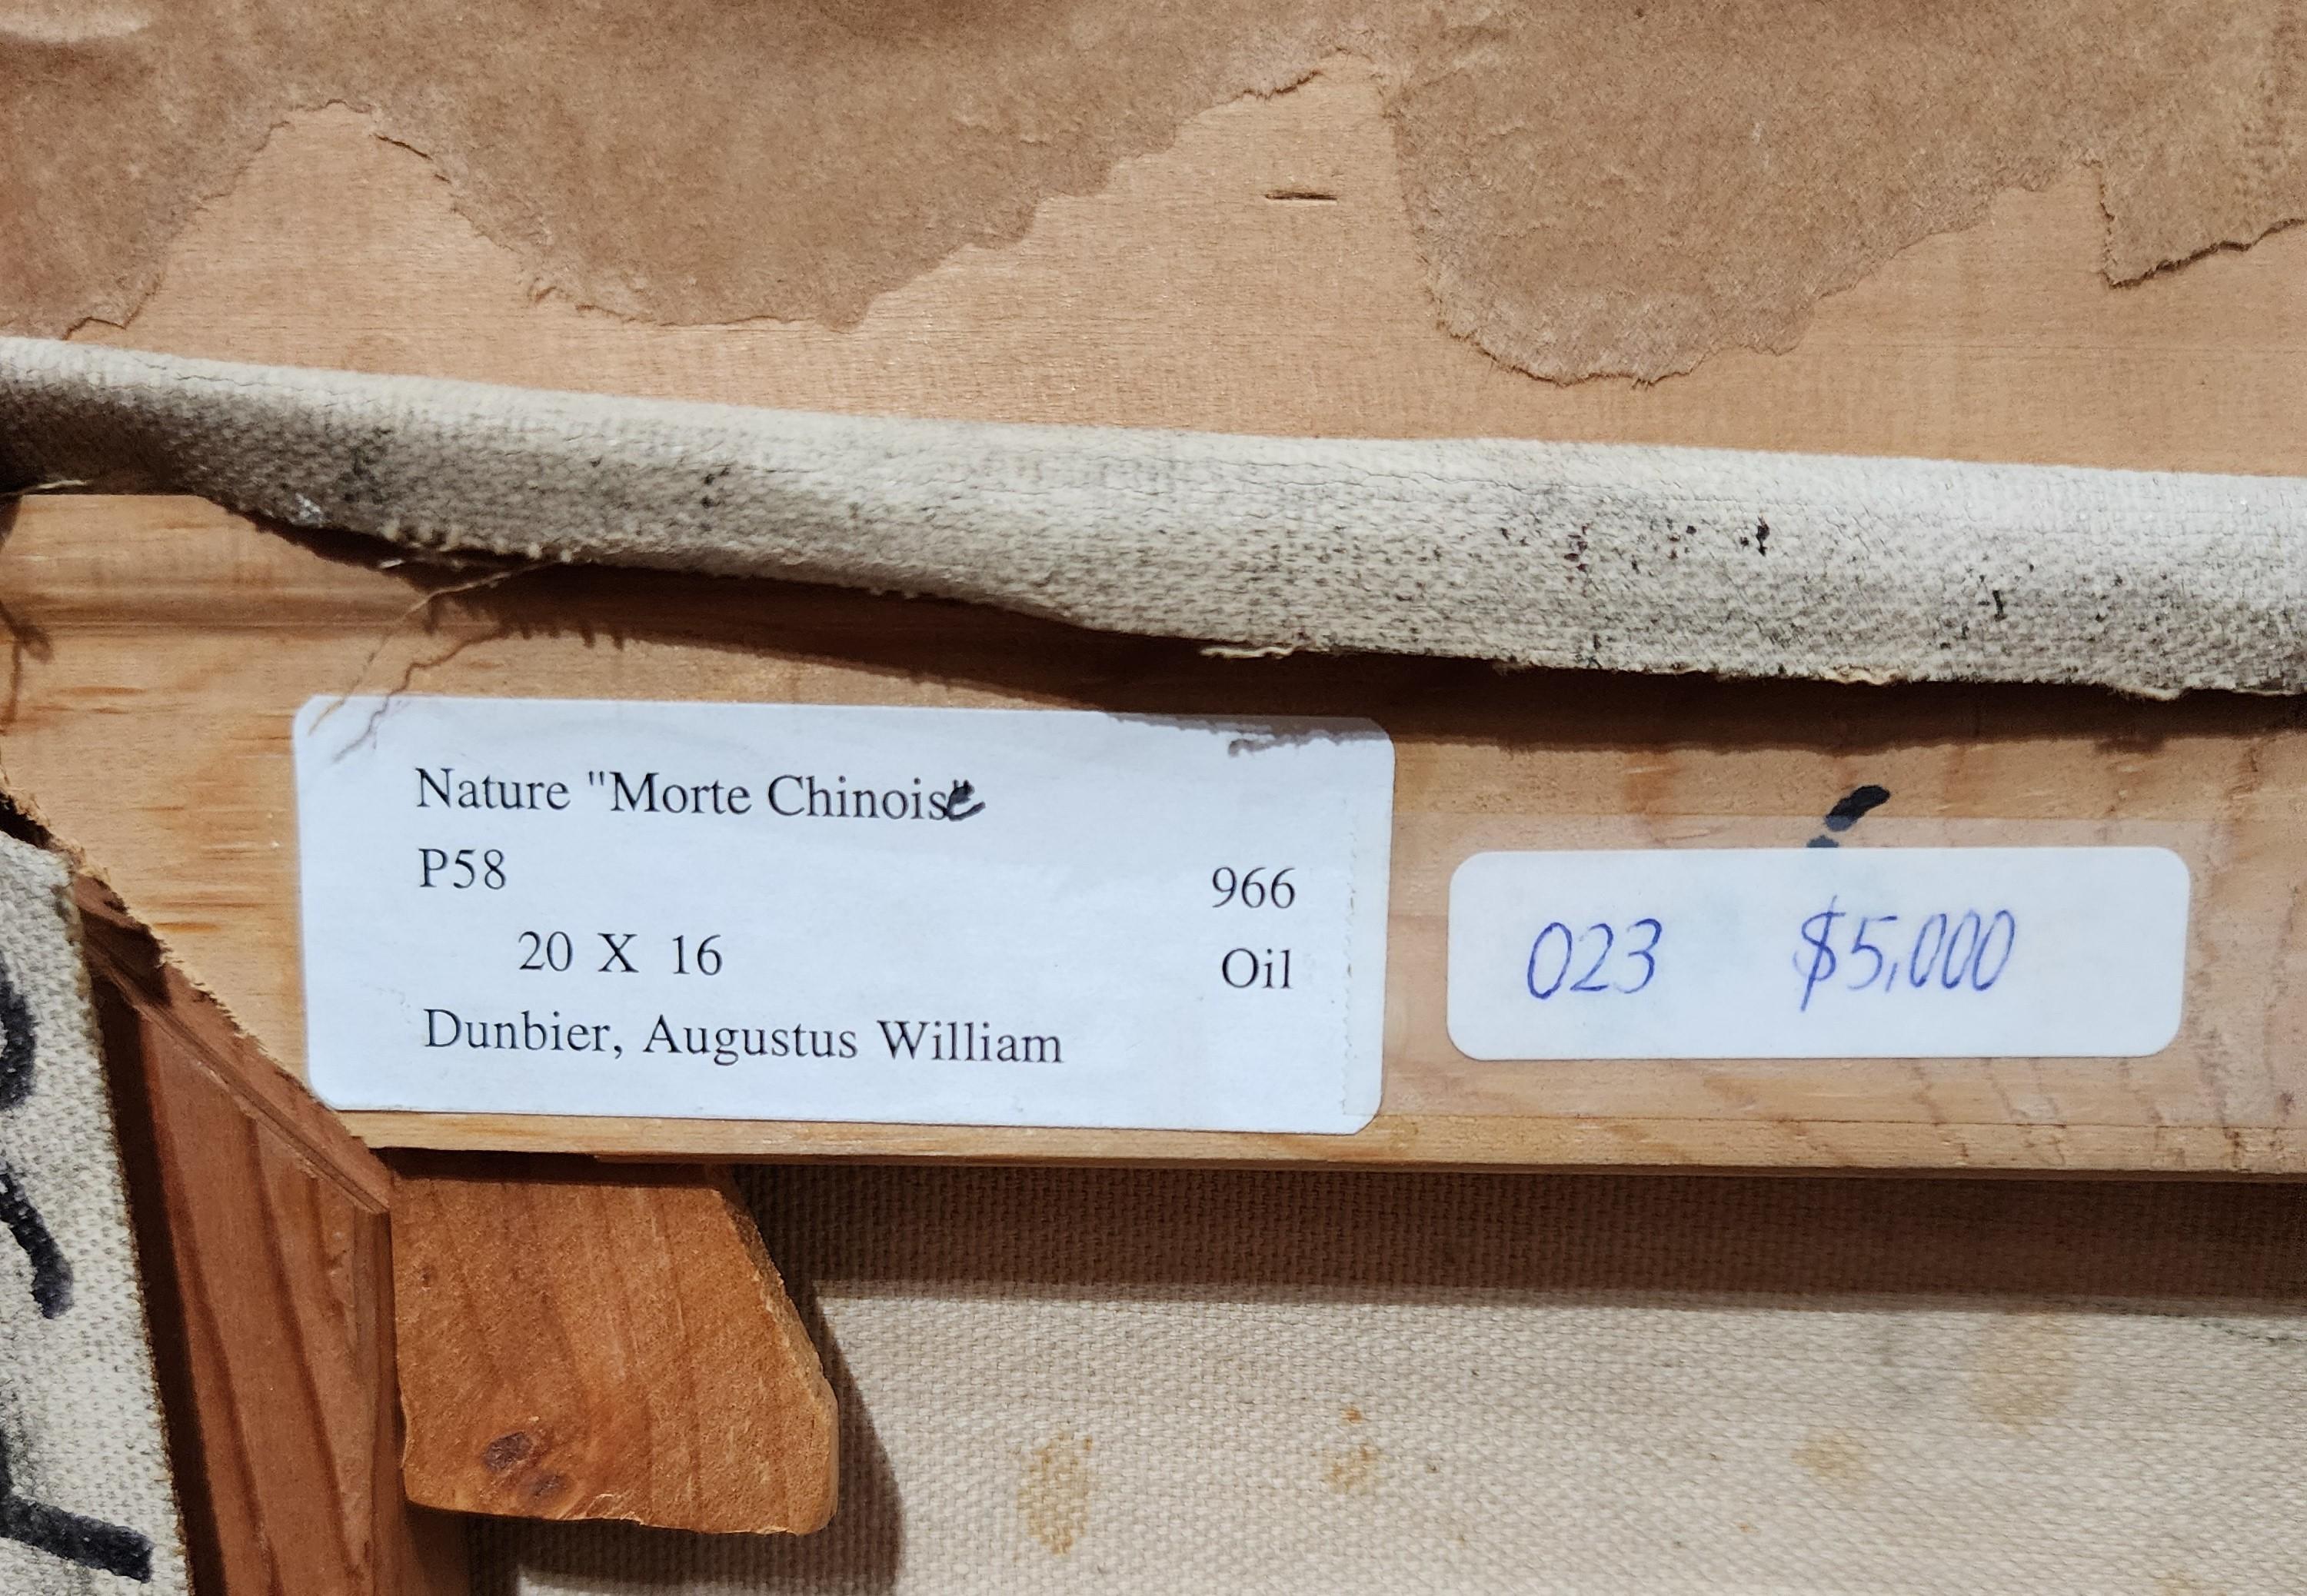 Nature "Morte Chinoise
P58
966
20 X 16
Oil
Dunbier, Augustus William
023 $5,000